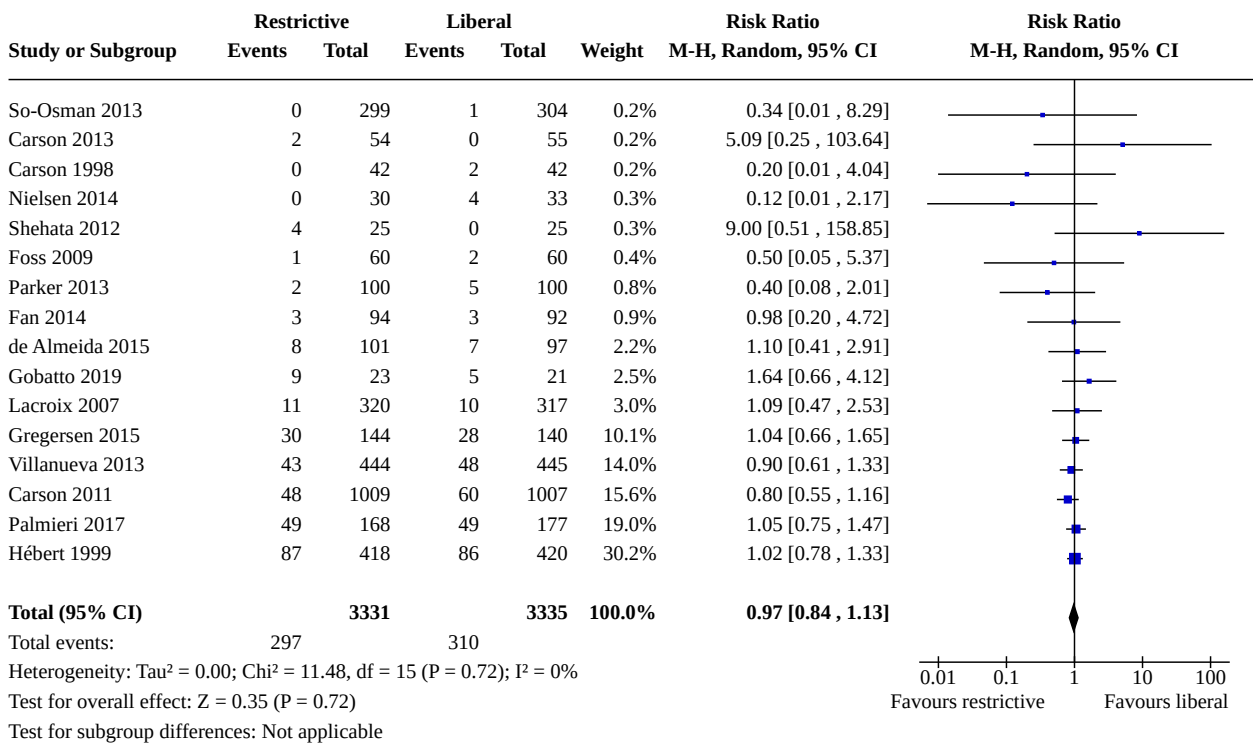 Restrictive Liberal Risk Ratio Risk Ratio
Study or Subgroup Events Total Events Total Weight M-H, Random, 95% CI M-H, Random, 95% CI
So-Osman 2013 0 299 1 304 0.2% 0.34 [0.01 , 8.29]
Carson 2013 2 54 0 55 0.2% 5.09 [0.25 , 103.64]
Carson 1998 0 42 2 42 0.2% 0.20 [0.01 , 4.04]
Nielsen 2014 0 30 4 33 0.3% 0.12 [0.01 , 2.17]
Shehata 2012 4 25 0 25 0.3% 9.00 [0.51 , 158.85]
Foss 2009 1 60 2 60 0.4% 0.50 [0.05 , 5.37]
Parker 2013 2 100 5 100 0.8% 0.40 [0.08 , 2.01]
Fan 2014 3 94 3 92 0.9% 0.98 [0.20 , 4.72]
de Almeida 2015 8 101 7 97 2.2% 1.10 [0.41 , 2.91]
Gobatto 2019 9 23 5 21 2.5% 1.64 [0.66 , 4.12]
Lacroix 2007 11 320 10 317 3.0% 1.09 [0.47 , 2.53]
Gregersen 2015 30 144 28 140 10.1% 1.04 [0.66 , 1.65]
Villanueva 2013 43 444 48 445 14.0% 0.90 [0.61 , 1.33]
Carson 2011 48 1009 60 1007 15.6% 0.80 [0.55 , 1.16]
Palmieri 2017 49 168 49 177 19.0% 1.05 [0.75 , 1.47]
Hébert 1999 87 418 86 420 30.2% 1.02 [0.78 , 1.33]
Total (95% CI) 3331 3335 100.0% 0.97 [0.84 , 1.13]
Total events: 297 310
Heterogeneity: Tau² = 0.00; Chi² = 11.48, df = 15 (P = 0.72); I² = 0%
Test for overall effect: Z = 0.35 (P = 0.72)
Test for subgroup differences: Not applicable
0.01 0.1 1 10 100
Favours restrictive Favours liberal